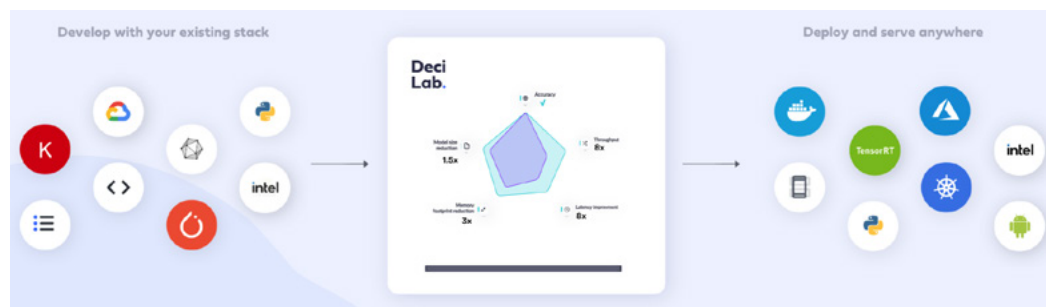 Develop with your existing stack
Deploy and serve anywhere
Deci
Lab.
Accuracy
Model size
reduction
1.5x
Throughput
8x
Memory
footprint reduction
3x
Latency improvement
8x
K
intel
TensorRT
intel